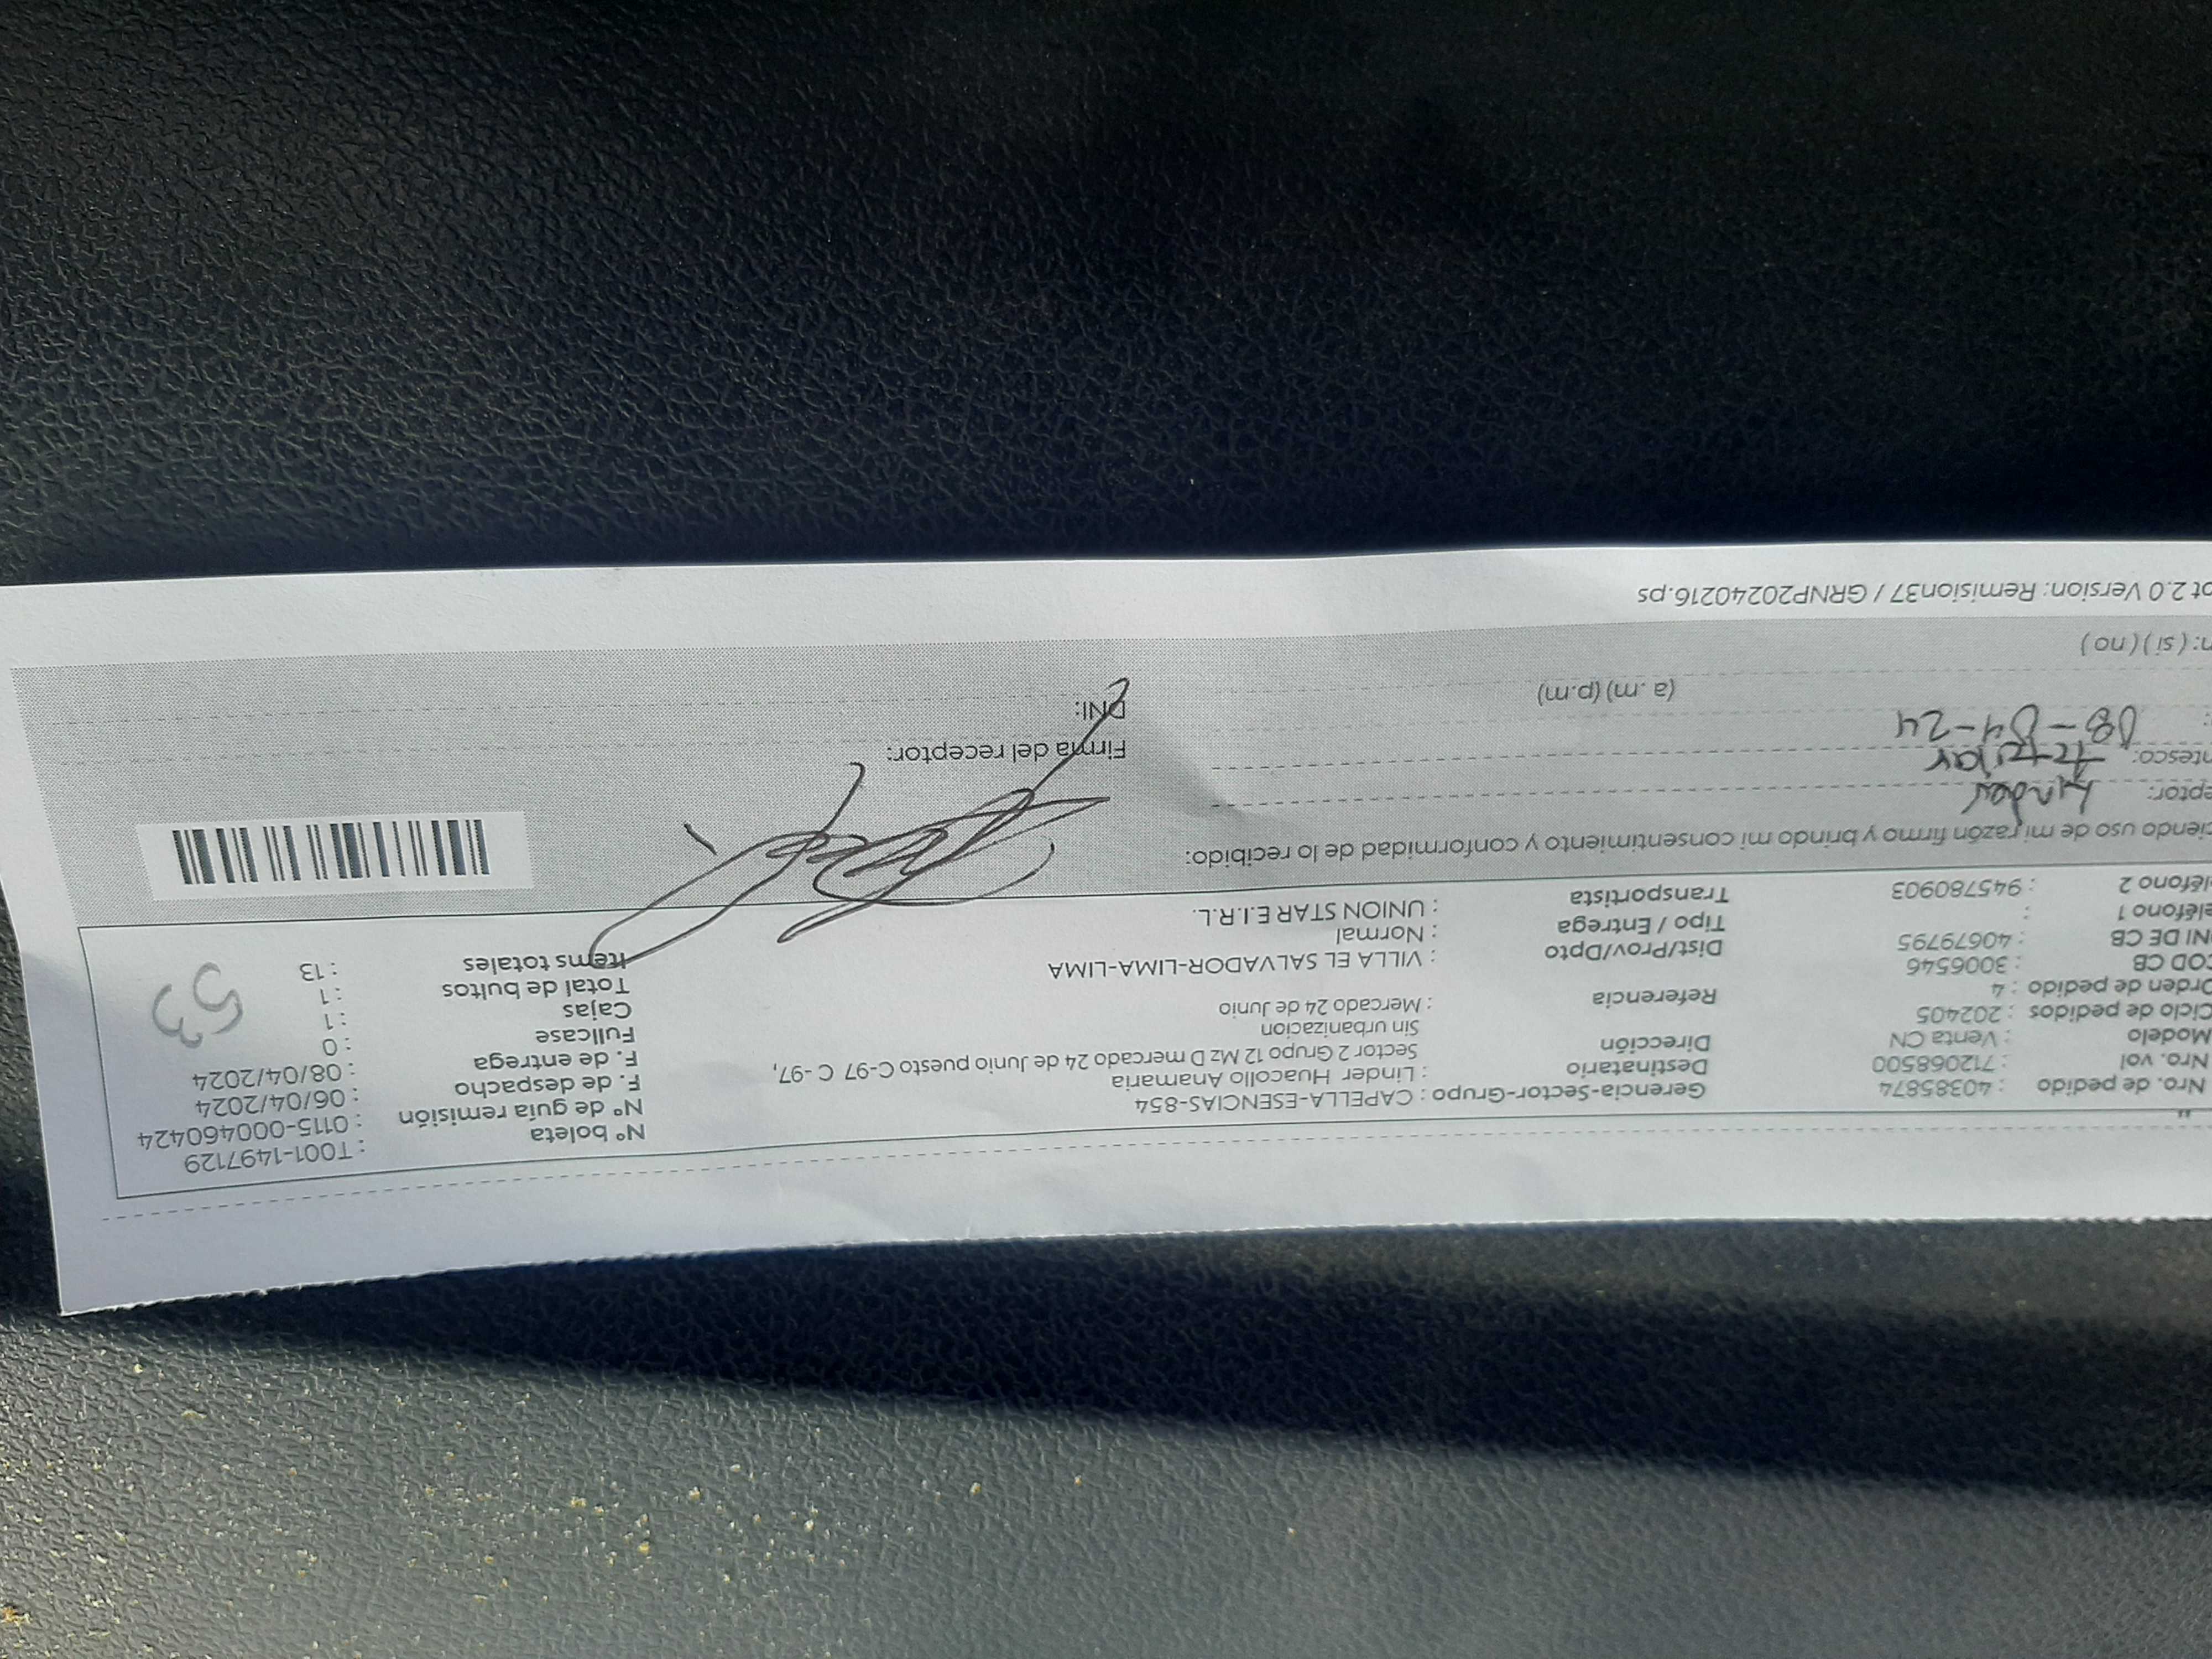 Nº boleta : T001-1497129
Nro. de pedido : 40385874 Gerencia-Sector-Grupo : CAPELLA-ESENCIAS-854 Nº de guía remisión : 0115-000460424
Nro. vol : 712068500 Destinatario : Linder Huacollo Anamaria F. de despacho : 06/04/2024
Modelo : Venta CN Dirección Sector 2 Grupo 12 Mz D mercado 24 de Junio puesto C-97 C -97, F. de entrega : 08/04/2024
Ciclo de pedidos : 202405 Sin urbanizacion Fullcase : 0
Orden de pedido : 4 Referencia : Mercado 24 de Junio Cajas : 1
COD CB : 3006546 Total de bultos : 1
NI DE CB : 40679795 Dist/Prov/Dpto : VILLA EL SALVADOR-LIMA-LIMA Items totales : 13
eléfono 1 : Tipo / Entrega : Normal
eléfono 2 : 945780903 Transportista : UNION STAR E.I.R.L.
53
ciendo uso de mi razón firmo y brindo mi consentimiento y conformidad de lo recibido:
eptor: Linder
ntesco: Firma del receptor:
: 08-04-24 DNI:
(a .m) (p.m)
n: ( si ) ( no )
ot 2.0 Version: Remision37 / GRNP20240216.ps